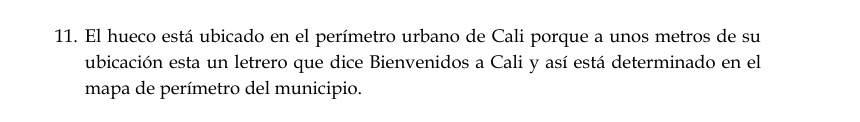 11. El hueco está ubicado en el perímetro urbano de Cali porque a unos metros de su
ubicación esta un letrero que dice Bienvenidos a Cali y así está determinado en el
mapa de perímetro del municipio.